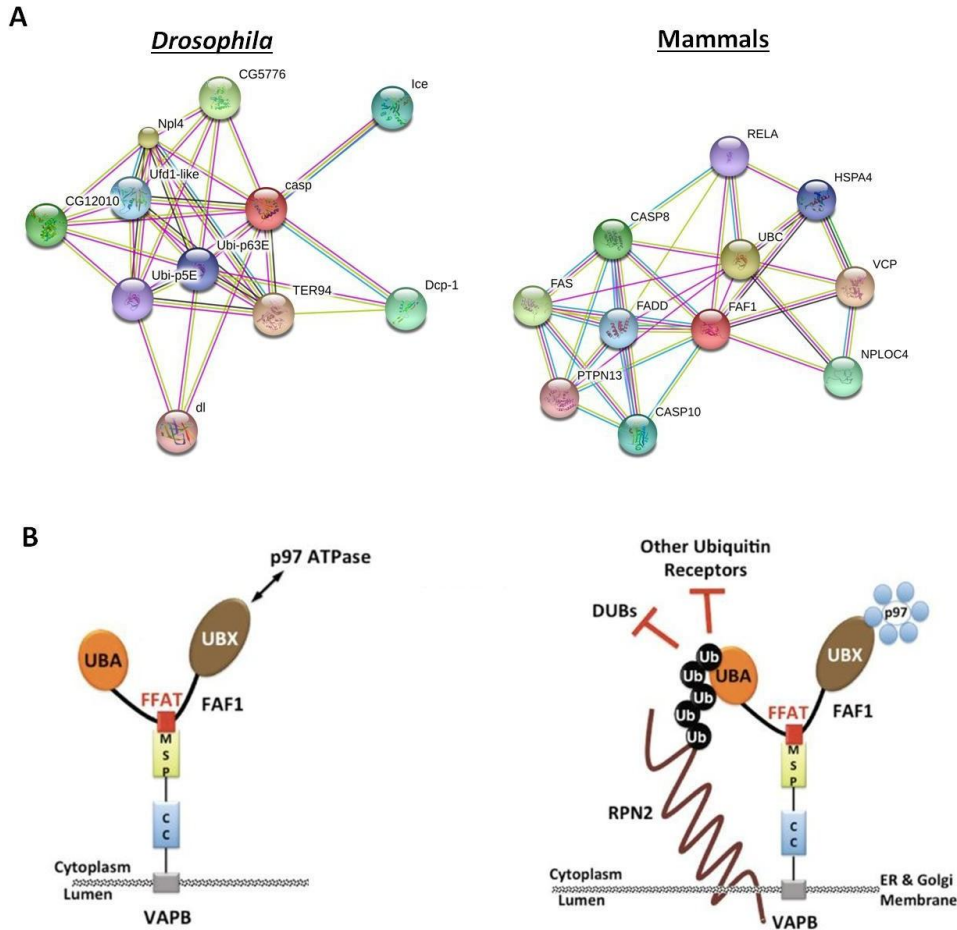 A
Drosophila
Mammals
CG5776
Ice
Npl4
Ufd1-like
casp
CG12010
Ubi-p63E
Ubi-p5E
TER94
Dcp-1
dl
RELA
HSPA4
CASP8
UBC
VCP
FAS
FADD
FAF1
PTPN13
NPLOC4
CASP10
B
p97 ATPase
UBX
UBA
FFAT
FAF1
M
S
P
C
C
Cytoplasm
Lumen
VAPB
Other Ubiquitin
Receptors
DUBs
p97
Ub
Ub
Ub
Ub
Ub
UBA
UBX
FFAT
FAF1
M
S
P
RPN2
C
C
Cytoplasm
Lumen
ER & Golgi
Membrane
VAPB